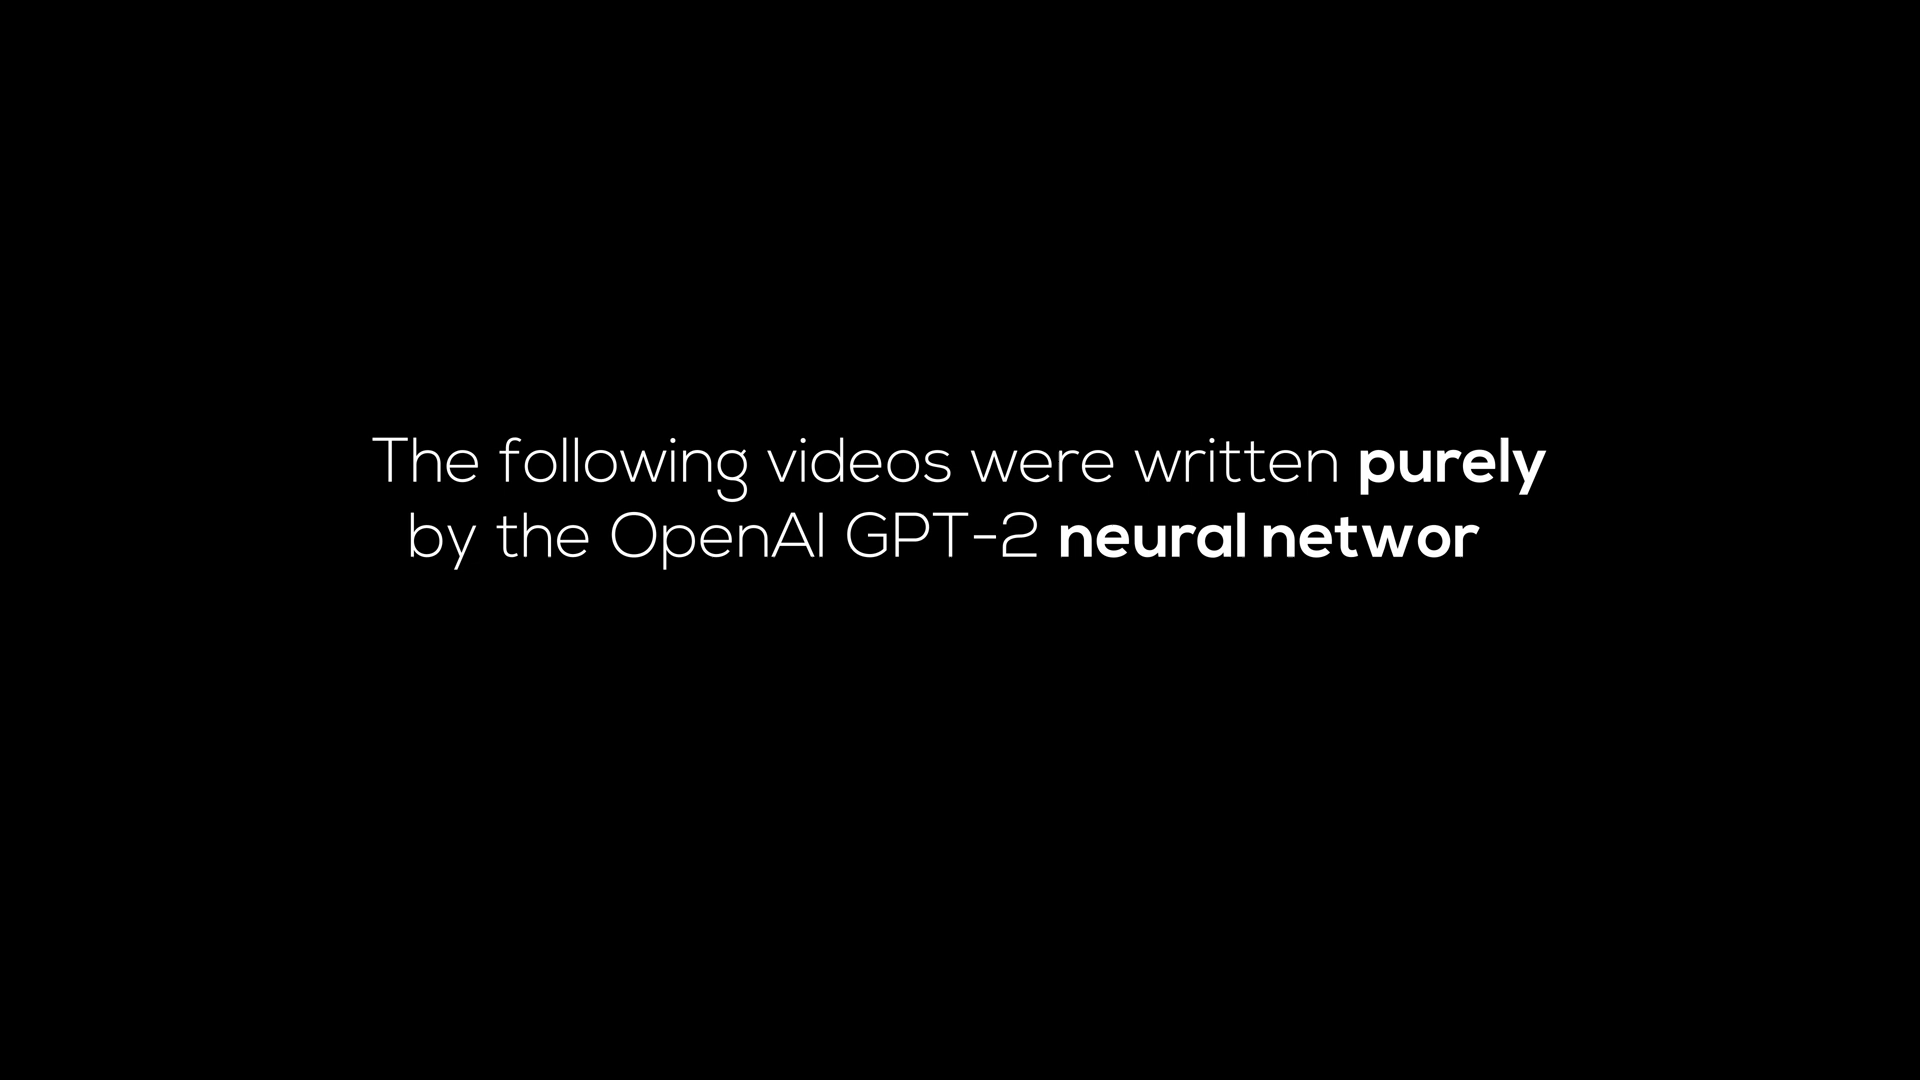 The following videos were written purely
by the OpenAI GPT-2 neural networ